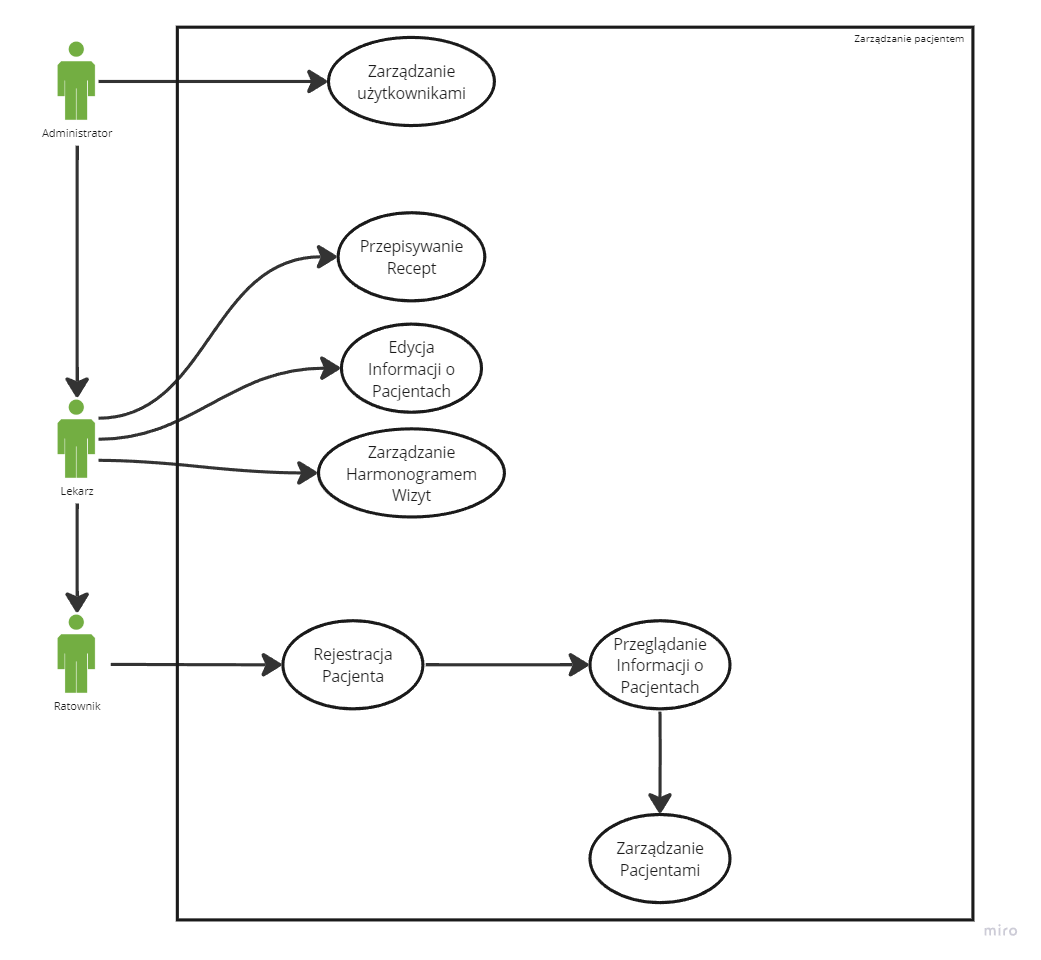 Zarządzanie pacjentem
Zarządzanie
użytkownikami
Administrator
Przepisywanie
Recept
Edycja
Informacji o
Pacjentach
Zarządzanie
Harmonogramem
Wizyt
Lekarz
Rejestracja
Pacjenta
Przeglądanie
Informacji o
Pacjentach
Ratownik
Zarządzanie
Pacjentami
miro